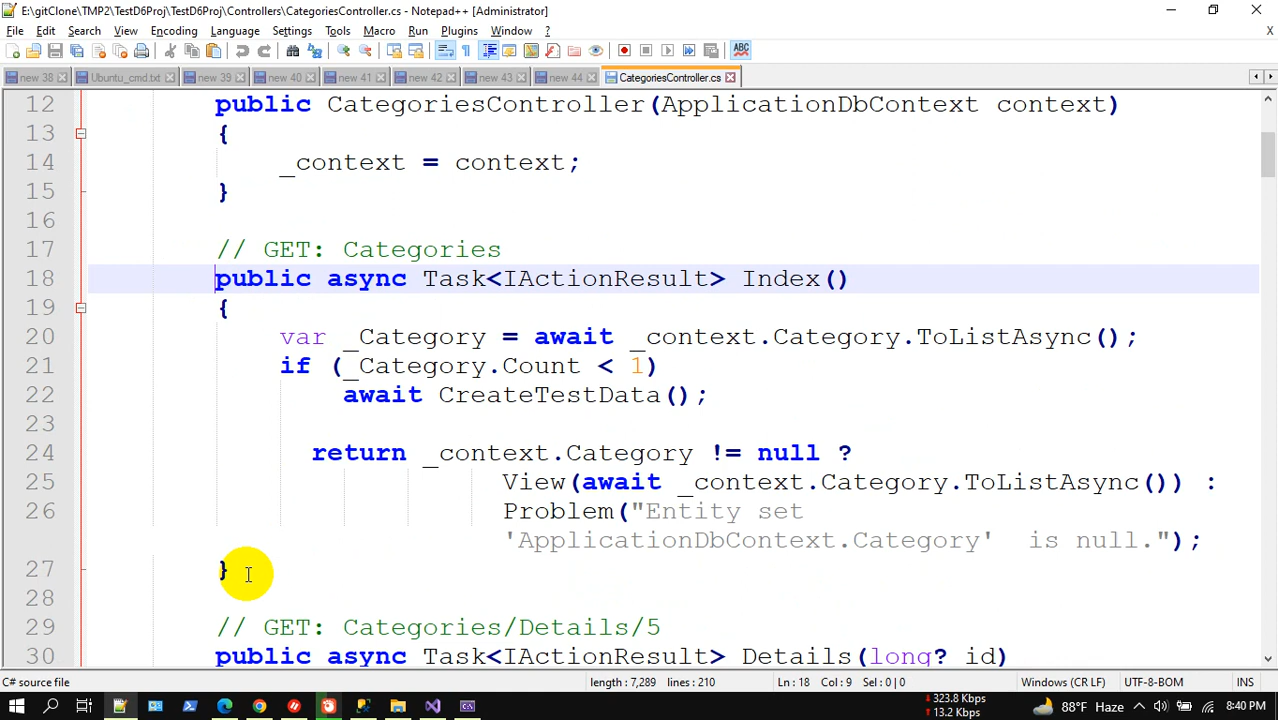 E:\gitClone\TMP2\TestD6Proj\TestD6Proj\Controllers\CategoriesController.cs - Notepad++ [Administrator]
File Edit Search View Encoding Language Settings Tools Macro Run Plugins Window ? X
new 38 Ubuntu_cmd.txt new 39 new 40 new 41 new 42 new 43 new 44 CategoriesController.cs
12 public CategoriesController(ApplicationDbContext context)
13 {
14 _context = context;
15 }
16
17 // GET: Categories
18 public async Task<IActionResult> Index()
19 {
20 var _Category = await _context.Category.ToListAsync();
21 if (_Category.Count < 1)
22 await CreateTestData();
23
24 return _context.Category != null ?
25 View(await _context.Category.ToListAsync()) :
26 Problem("Entity set
'ApplicationDbContext.Category'  is null.");
27 }
28
29 // GET: Categories/Details/5
30 public async Task<IActionResult> Details(long? id)
C# source file length : 7,289 lines : 210 Ln : 18 Col : 9 Sel : 0 | 0 Windows (CR LF) UTF-8-BOM INS
323.8 Kbps
13.2 Kbps
88°F Haze 8:40 PM